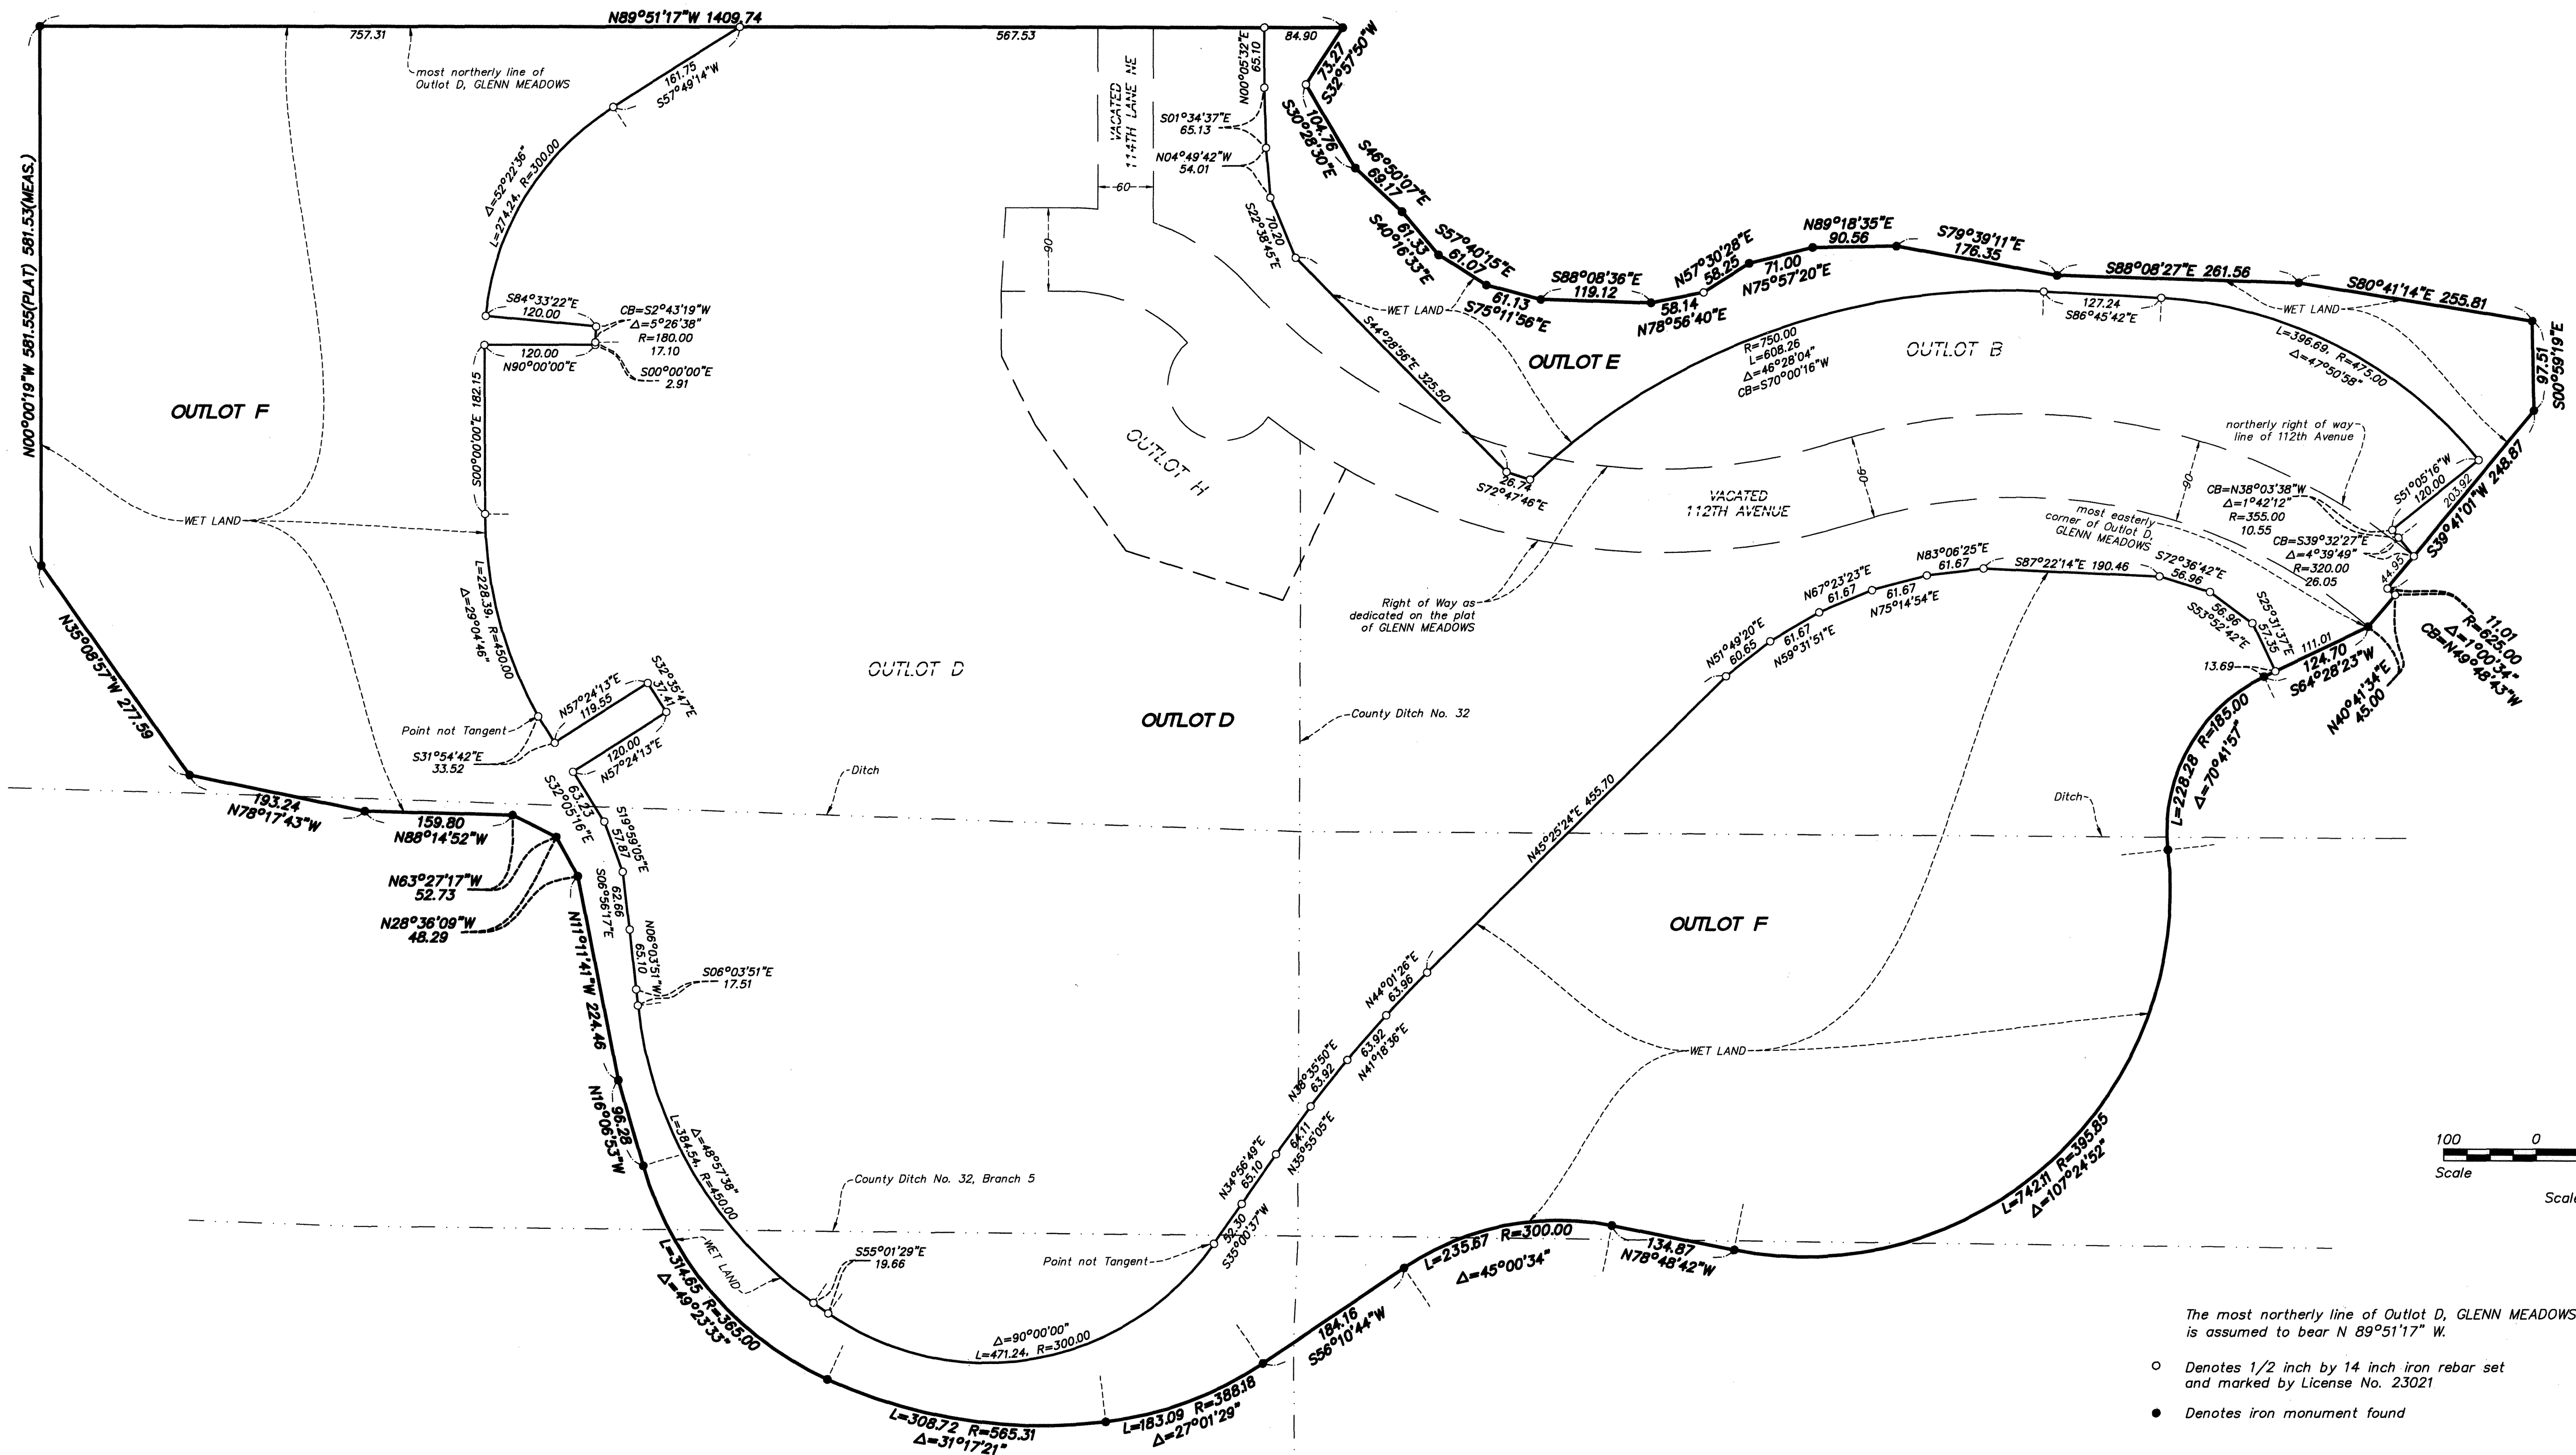 N89°51'17"W 1409.74
757.31
567.53
84.90
most northerly line of
Outlot D, GLENN MEADOWS
161.75
S57°49'14"W
VACATED
114TH LANE NE
60
90
N00°05'32"E
65.10
S01°34'37"E
65.13
N04°49'42"W
54.01
70.20
S22°38'45"E
73.27
S32°57'50"W
104.76
S30°28'30"E
S46°50'07"E
69.17
61.33
S40°16'33"E
S57°40'15"E
61.07
61.13
S75°11'56"E
S88°08'36"E
119.12
58.14
N78°56'40"E
N57°30'28"E
58.25
71.00
N75°57'20"E
N89°18'35"E
90.56
S79°39'11"E
176.35
S88°08'27"E 261.56
S80°41'14"E 255.81
97.51
S00°59'19"E
N00°00'19"W 581.55(PLAT) 581.53(MEAS.)
Δ=52°22'36"
L=274.24, R=300.00
S84°33'22"E
120.00
CB=S2°43'19"W
Δ=5°26'38"
R=180.00
17.10
120.00
N90°00'00"E
S00°00'00"E
2.91
S00°00'00"E 182.15
OUTLOT F
WET LAND
WET LAND
S44°28'56"E 325.50
OUTLOT E
R=750.00
L=608.26
Δ=46°28'04"
CB=S70°00'16"W
OUTLOT B
127.24
S86°45'42"E
WET LAND
L=396.69, R=475.00
Δ=47°50'58"
OUTLOT H
26.74
S72°47'46"E
VACATED
112TH AVENUE
90
90
northerly right of way
line of 112th Avenue
S51°05'16"W
120.00
203.92
S39°41'01"W 248.87
CB=N38°03'38"W
Δ=1°42'12"
R=355.00
10.55
CB=S39°32'27"E
Δ=4°39'49"
R=320.00
26.05
44.95
most easterly
corner of Outlot D,
GLENN MEADOWS
11.01
R=625.00
Δ=1°00'34"
CB=N49°48'43"W
N40°41'34"E
45.00
111.01
124.70
S64°28'23"W
13.69
S25°31'37"E
57.35
56.96
S53°52'42"E
S72°36'42"E
56.96
S87°22'14"E 190.46
N83°06'25"E
61.67
61.67
N75°14'54"E
N67°23'23"E
61.67
61.67
N59°31'51"E
N51°49'20"E
60.65
Right of Way as
dedicated on the plat
of GLENN MEADOWS
L=228.39, R=450.00
Δ=29°04'46"
N35°08'57"W 277.59
Point not Tangent
S31°54'42"E
33.52
N57°24'13"E
119.55
S32°35'47"E
37.41
120.00
N57°24'13"E
OUTLOT D
OUTLOT D
County Ditch No. 32
Ditch
Ditch
193.24
N78°17'43"W
159.80
N88°14'52"W
N63°27'17"W
52.73
N28°36'09"W
48.29
63.23
S32°05'16"E
S19°59'05"E
57.87
62.66
S06°56'17"E
N06°03'51"W
65.10
S06°03'51"E
17.51
N11°11'41"W 224.46
96.28
N16°06'53"W
N45°25'24"E 455.70
L=228.28 R=185.00
Δ=70°41'57"
OUTLOT F
WET LAND
N44°01'26"E
63.96
63.92
N41°18'36"E
N38°35'50"E
63.92
64.11
N35°55'05"E
N34°56'49"E
65.10
52.30
S35°00'37"W
Point not Tangent
Δ=48°57'38"
L=384.54, R=450.00
County Ditch No. 32, Branch 5
WET LAND
S55°01'29"E
19.66
L=314.65 R=365.00
Δ=49°23'33"
Δ=90°00'00"
L=471.24, R=300.00
L=308.72 R=565.31
Δ=31°17'21"
L=183.09 R=388.18
Δ=27°01'29"
184.16
S56°10'44"W
L=235.67 R=300.00
Δ=45°00'34"
134.87
N78°48'42"W
L=742.11 R=395.85
Δ=107°24'52"
100 0
Scale
Scale
The most northerly line of Outlot D, GLENN MEADOWS
is assumed to bear N 89°51'17" W.
Denotes 1/2 inch by 14 inch iron rebar set
and marked by License No. 23021
Denotes iron monument found